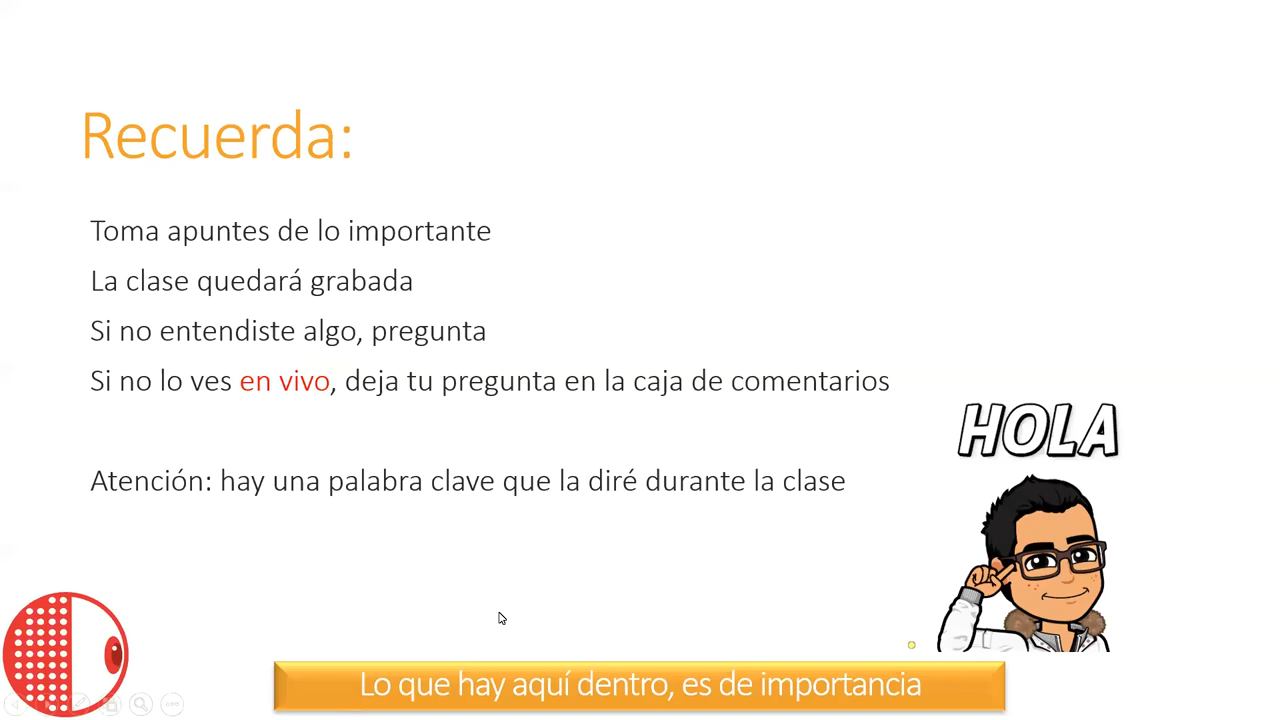 Recuerda:
Toma apuntes de lo importante
La clase quedará grabada
Si no entendiste algo, pregunta
Si no lo ves en vivo, deja tu pregunta en la caja de comentarios
HOLA
Atención: hay una palabra clave que la diré durante la clase
Lo que hay aquí dentro, es de importancia